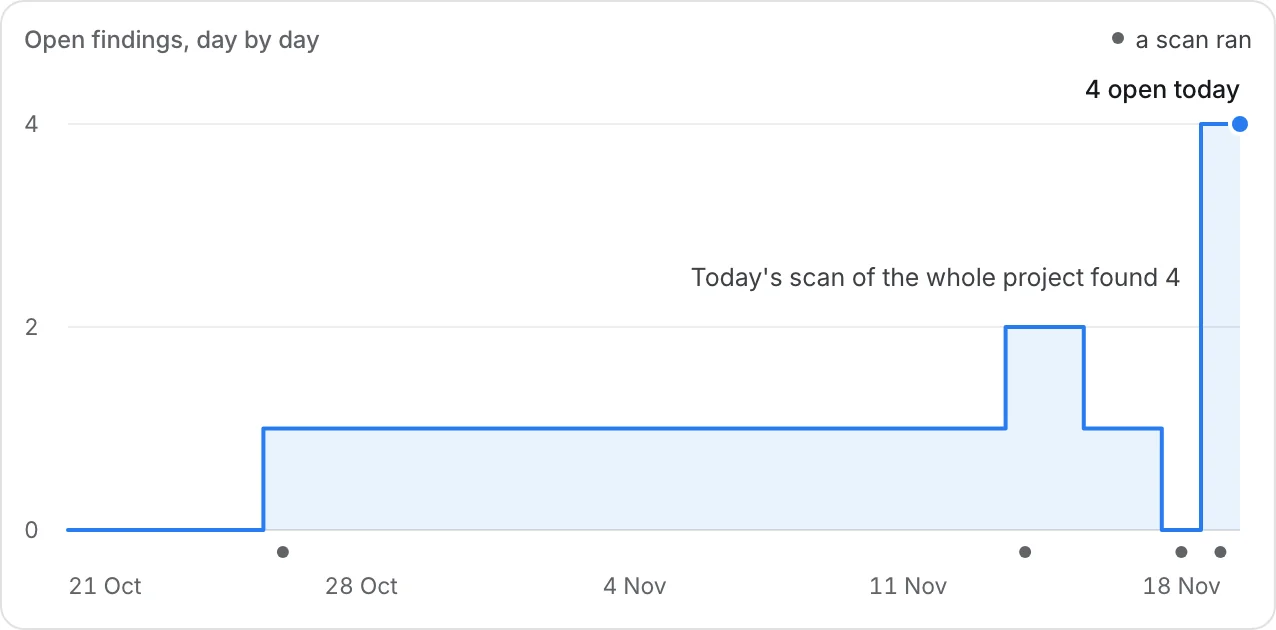 Open findings, day by day
a scan ran
4 open today
4
Today's scan of the whole project found 4
2
0
21 Oct
28 Oct
4 Nov
11 Nov
18 Nov